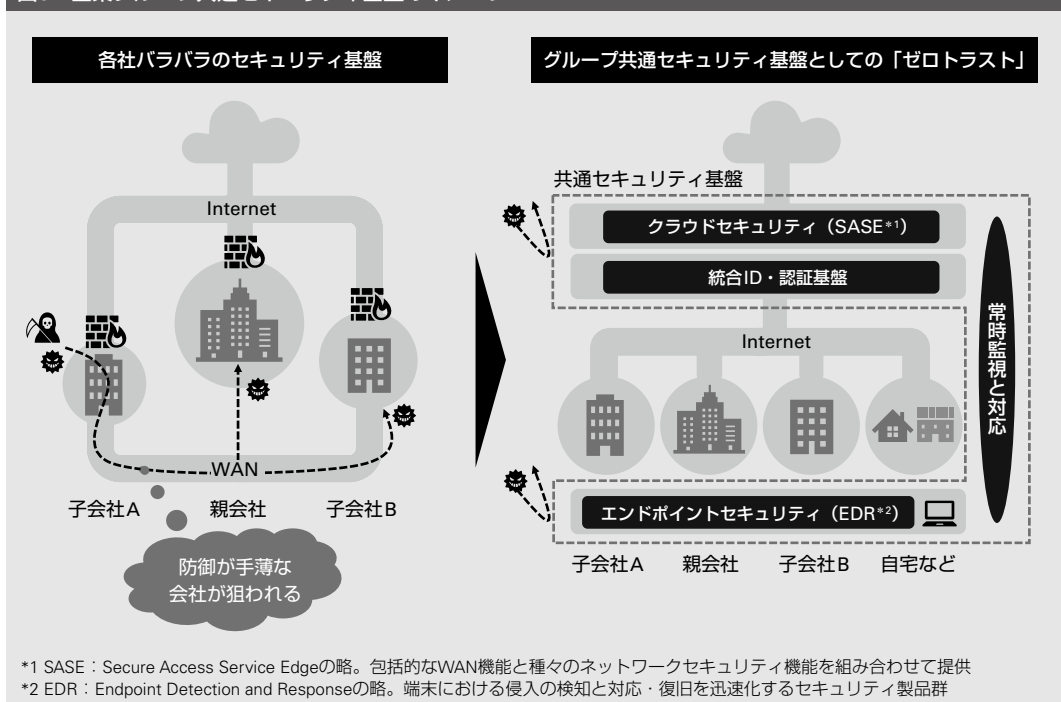 各社バラバラのセキュリティ基盤
Internet
WAN
子会社A
親会社
子会社B
防御が手薄な
会社が狙われる
グループ共通セキュリティ基盤としての「ゼロトラスト」
共通セキュリティ基盤
クラウドセキュリティ（SASE*1）
統合ID・認証基盤
Internet
常時監視と対応
エンドポイントセキュリティ（EDR*2）
子会社A
親会社
子会社B
自宅など
*1 SASE：Secure Access Service Edgeの略。包括的なWAN機能と種々のネットワークセキュリティ機能を組み合わせて提供
*2 EDR：Endpoint Detection and Responseの略。端末における侵入の検知と対応・復旧を迅速化するセキュリティ製品群